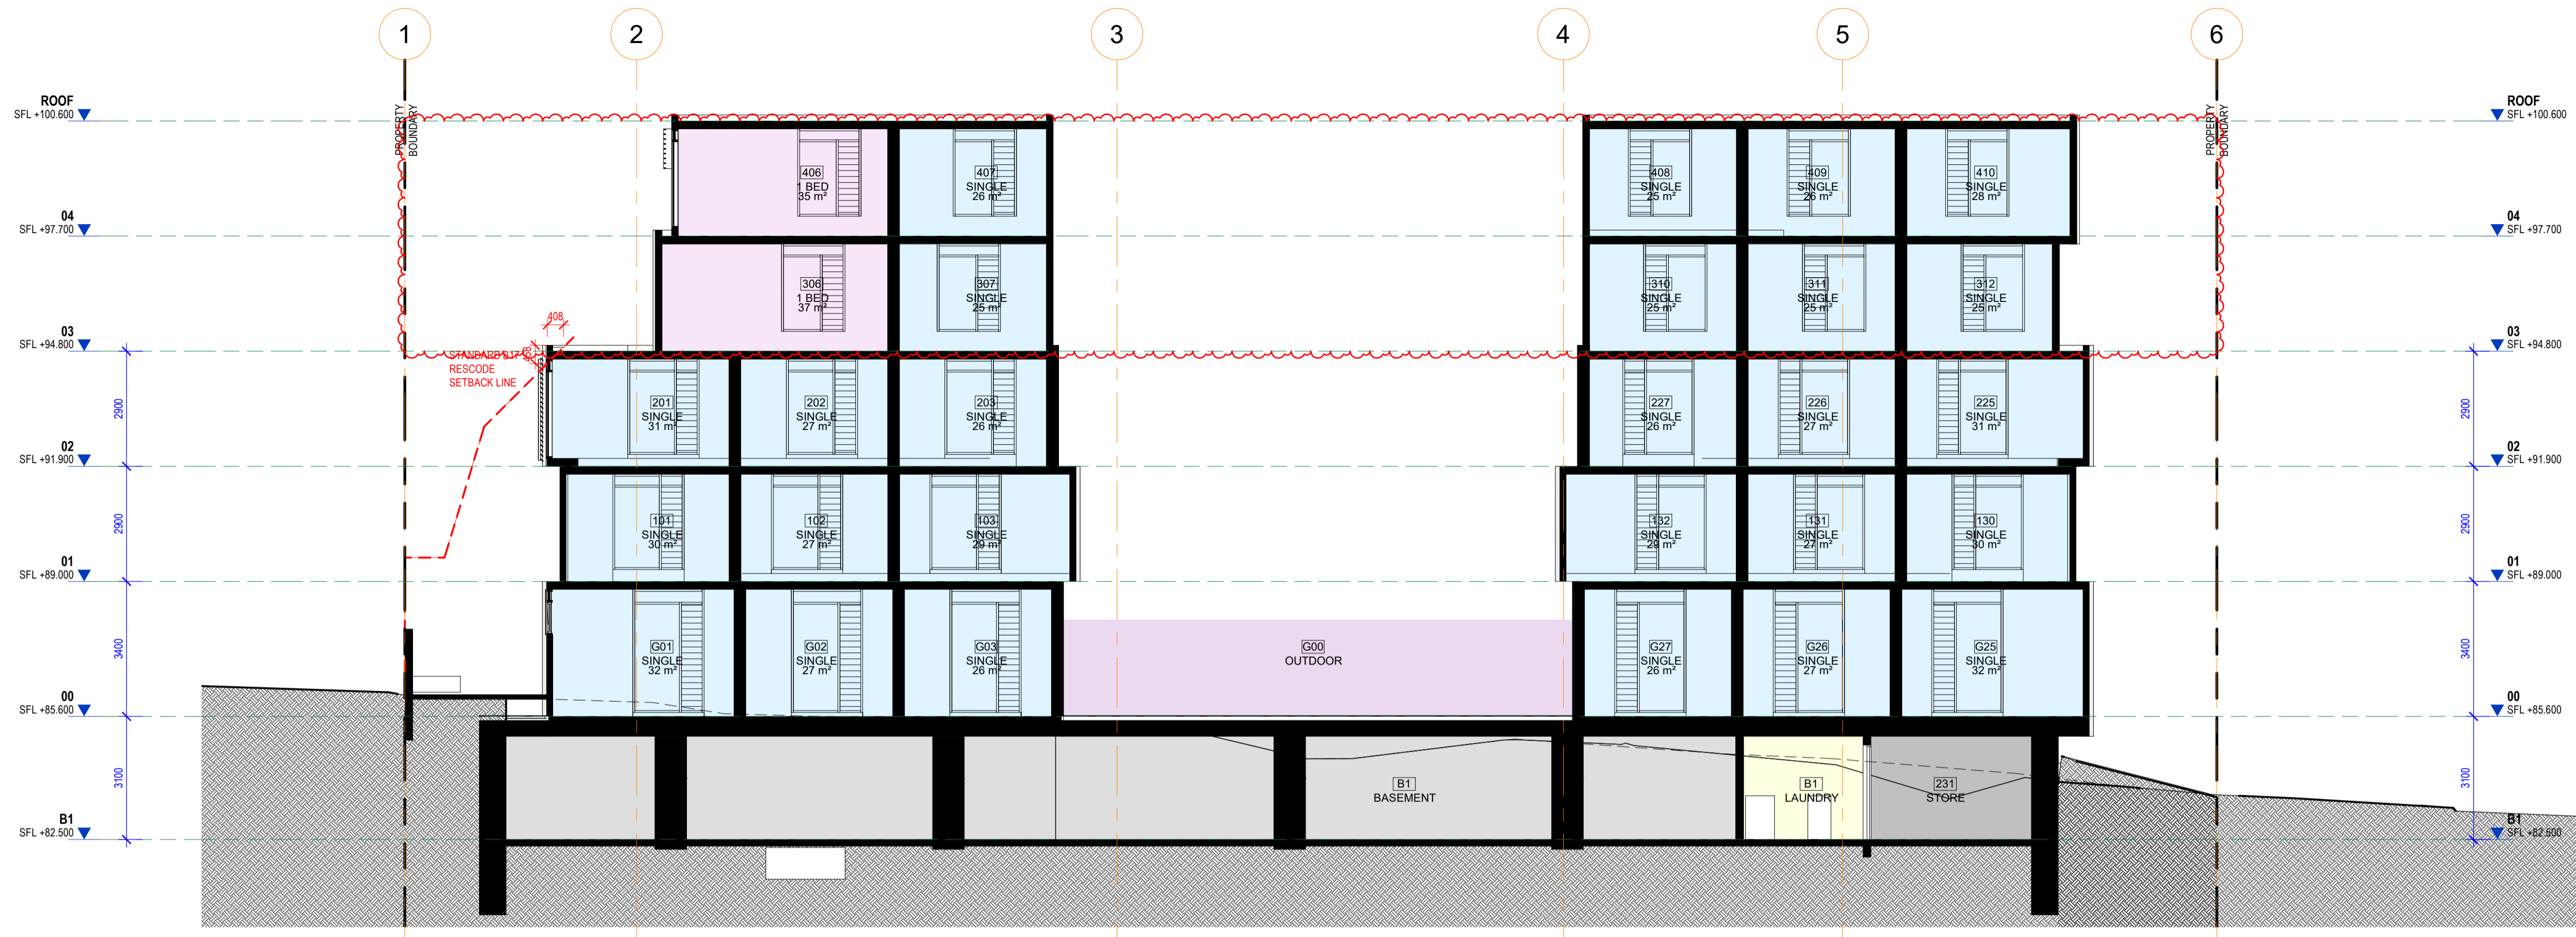 1
2
3
4
5
6
ROOF
SFL +100.600
PROPERTY
BOUNDARY
PROPERTY
BOUNDARY
ROOF
SFL +100.600
406
1 BED
35 m²
407
SINGLE
26 m²
408
SINGLE
25 m²
409
SINGLE
26 m²
410
SINGLE
28 m²
04
SFL +97.700
04
SFL +97.700
306
1 BED
37 m²
307
SINGLE
25 m²
310
SINGLE
25 m²
311
SINGLE
25 m²
312
SINGLE
25 m²
408
03
SFL +94.800
STANDARD B17
RESCODE
SETBACK LINE
03
SFL +94.800
2900
201
SINGLE
31 m²
202
SINGLE
27 m²
203
SINGLE
26 m²
227
SINGLE
26 m²
226
SINGLE
27 m²
225
SINGLE
31 m²
2900
02
SFL +91.900
02
SFL +91.900
2900
101
SINGLE
30 m²
102
SINGLE
27 m²
103
SINGLE
29 m²
132
SINGLE
29 m²
131
SINGLE
27 m²
130
SINGLE
30 m²
2900
01
SFL +89.000
01
SFL +89.000
3400
G01
SINGLE
32 m²
G02
SINGLE
27 m²
G03
SINGLE
26 m²
G00
OUTDOOR
G27
SINGLE
26 m²
G26
SINGLE
27 m²
G25
SINGLE
32 m²
3400
00
SFL +85.600
00
SFL +85.600
3100
B1
BASEMENT
B1
LAUNDRY
231
STORE
3100
B1
SFL +82.500
B1
SFL +82.500